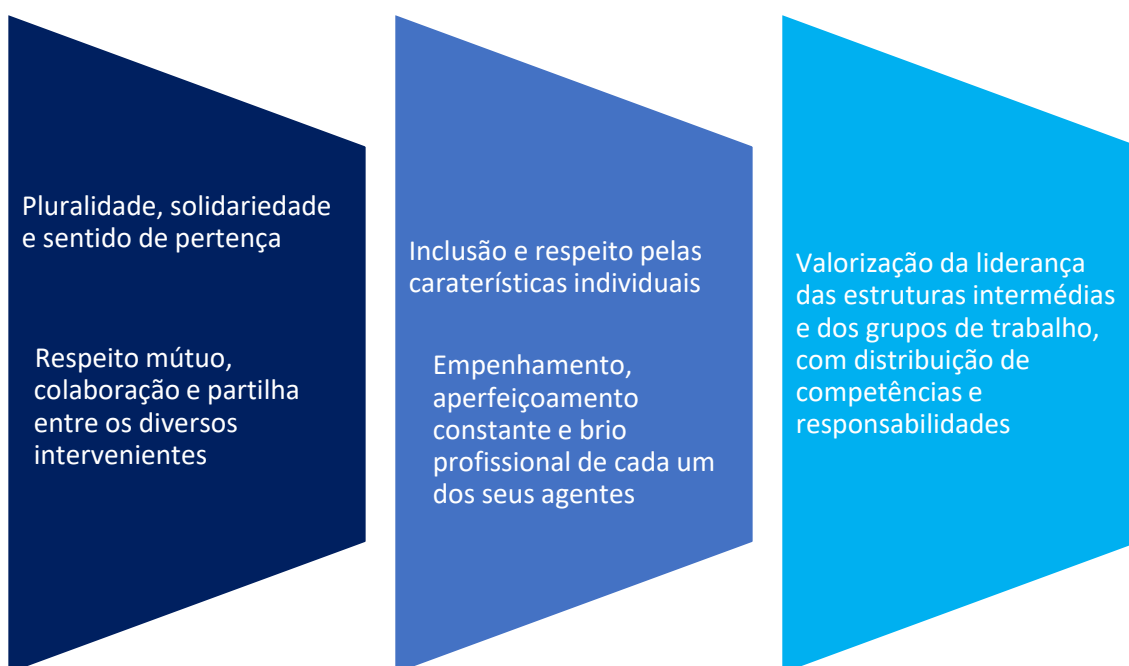 Pluralidade, solidariedade
e sentido de pertença
Respeito mútuo,
colaboração e partilha
entre os diversos
intervenientes
Inclusão e respeito pelas
caraterísticas individuais
Empenhamento,
aperfeiçoamento
constante e brio
profissional de cada um
dos seus agentes
Valorização da liderança
das estruturas intermédias
e dos grupos de trabalho,
com distribuição de
competências e
responsabilidades